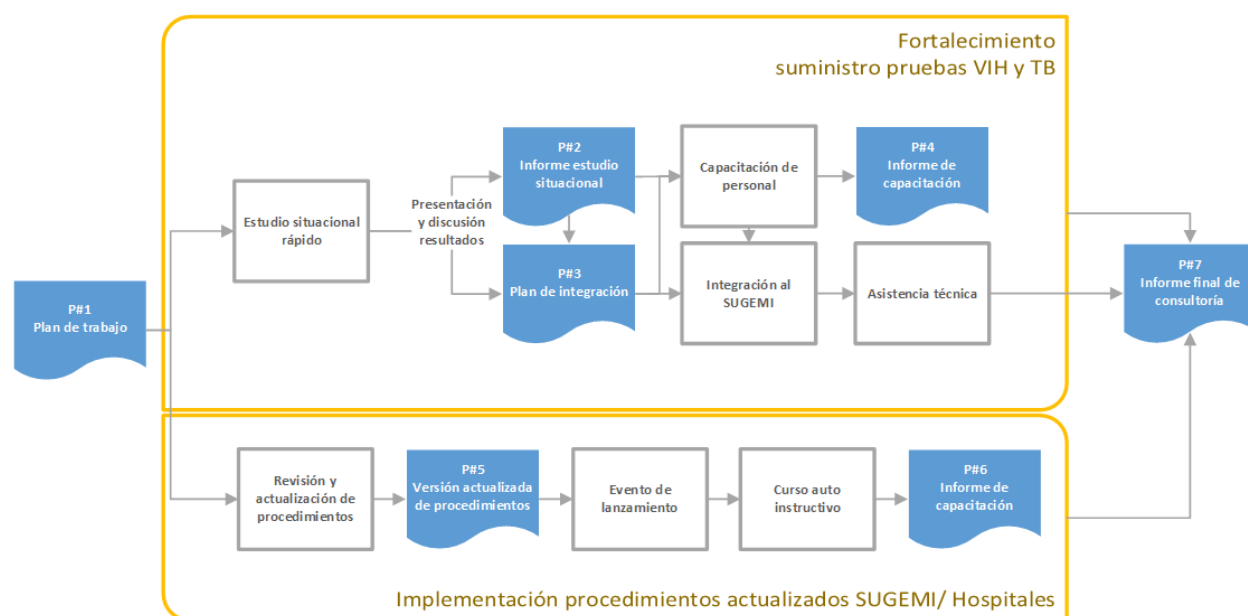 Fortalecimiento
suministro pruebas VIH y TB
P#1
Plan de trabajo
Estudio situacional
rápido
Presentación
y discusión
resultados
P#2
Informe estudio
situacional
P#3
Plan de integración
Capacitación de
personal
P#4
Informe de
capacitación
Integración al
SUGEMI
Asistencia técnica
P#7
Informe final de
consultoría
Revisión y
actualización de
procedimientos
P#5
Versión actualizada
de procedimientos
Evento de
lanzamiento
Curso auto
instructivo
P#6
Informe de
capacitación
Implementación procedimientos actualizados SUGEMI/ Hospitales